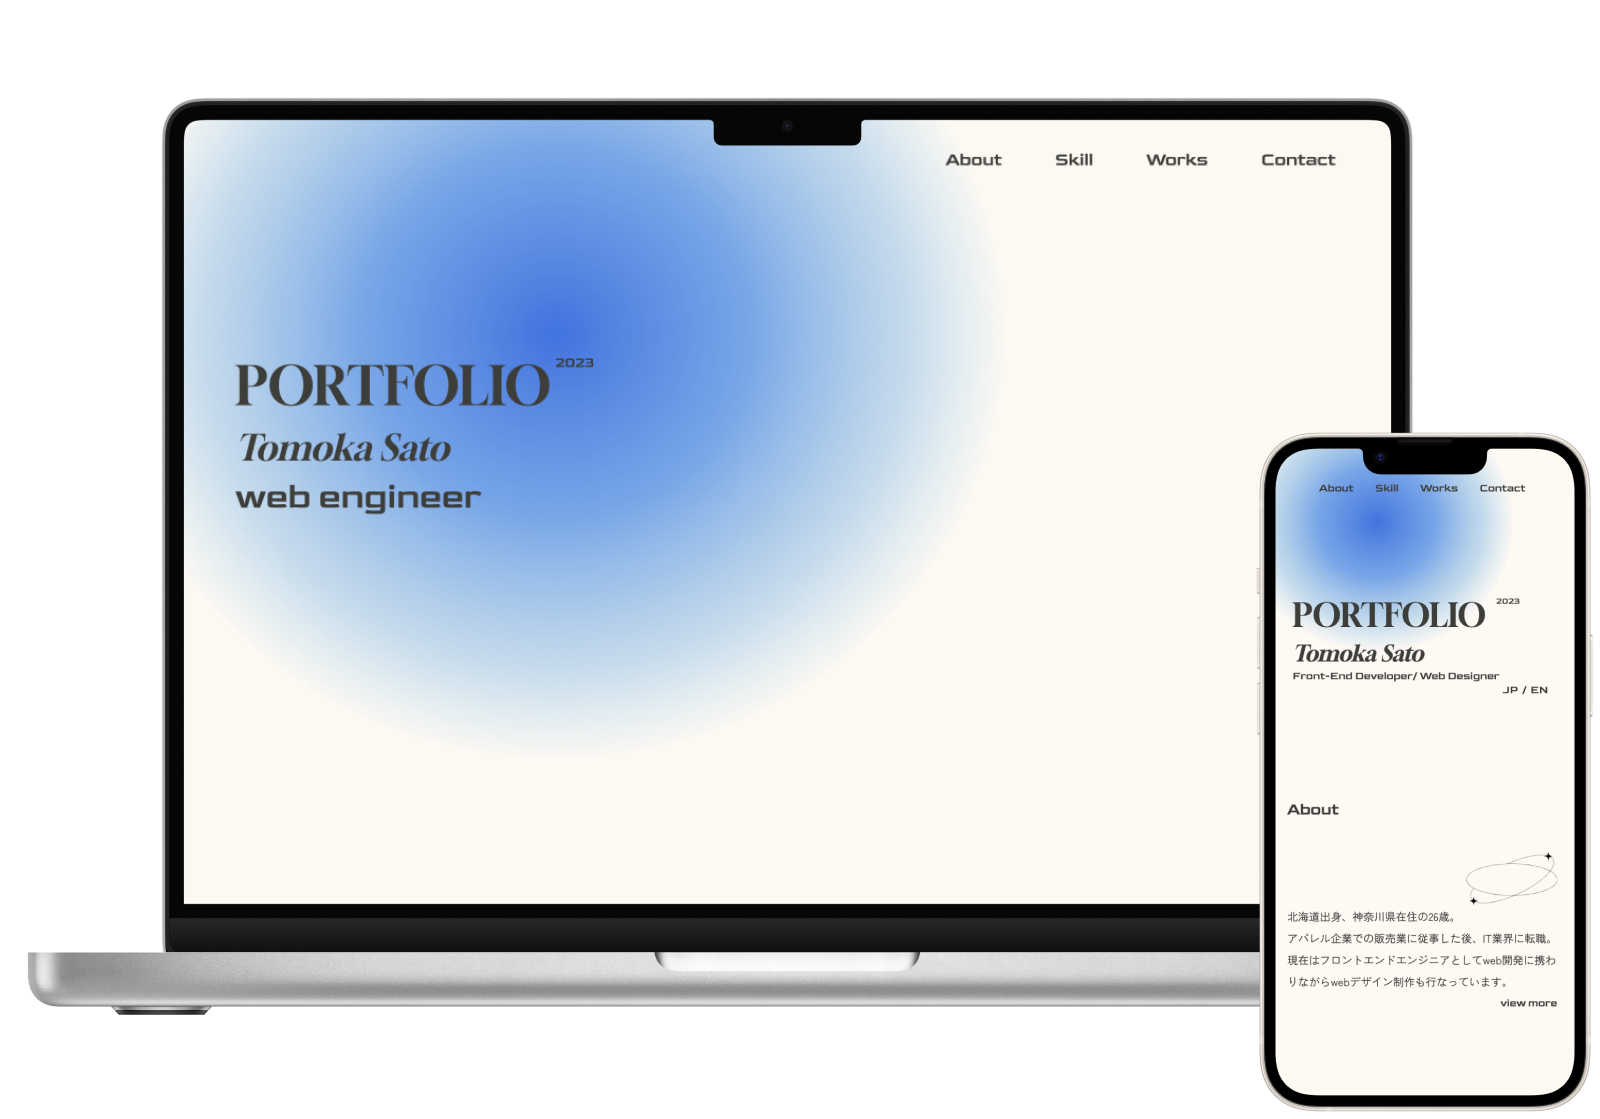 About Skill Works Contact
PORTFOLIO 2023
Tomoka Sato
web engineer
About Skill Works Contact
PORTFOLIO 2023
Tomoka Sato
Front-End Developer/ Web Designer
JP / EN
About
北海道出身、神奈川県在住の26歳。
アパレル企業での販売業に従事した後、IT業界に転職。
現在はフロントエンドエンジニアとしてweb開発に携わ
りながらwebデザイン制作も行なっています。
view more